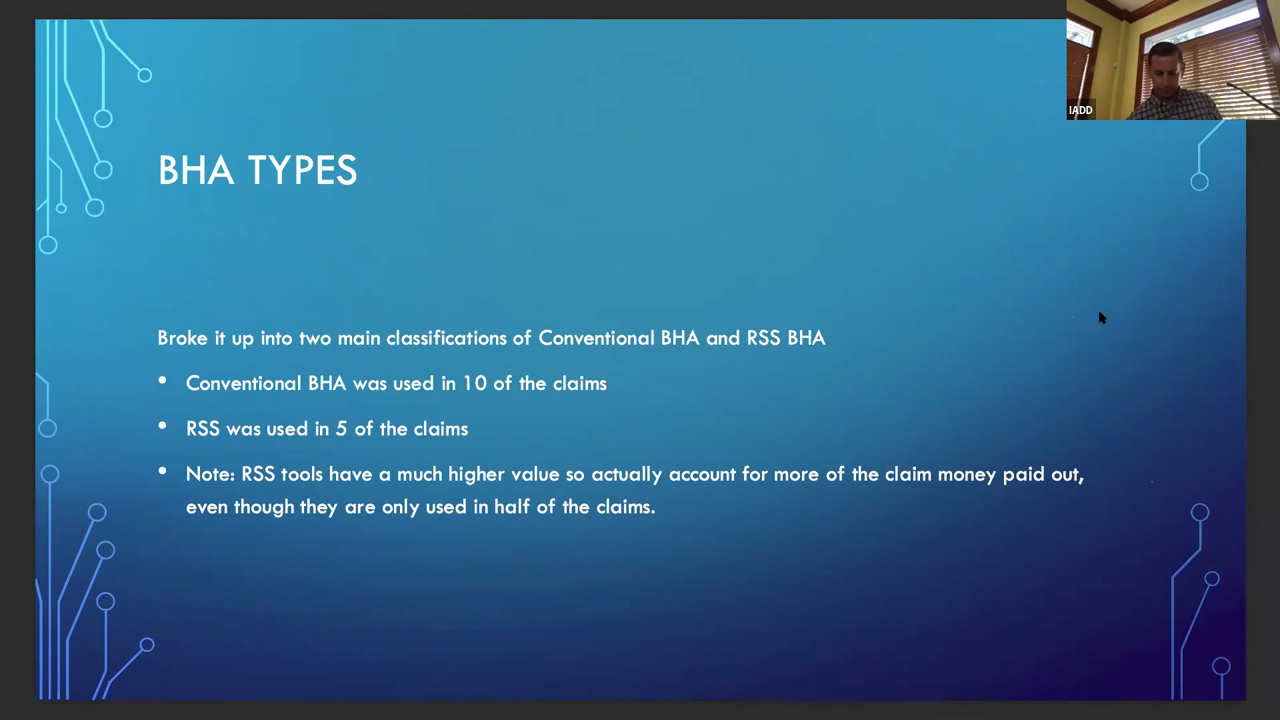 IADD
BHA TYPES
Broke it up into two main classifications of Conventional BHA and RSS BHA
• Conventional BHA was used in 10 of the claims
• RSS was used in 5 of the claims
• Note: RSS tools have a much higher value so actually account for more of the claim money paid out,
even though they are only used in half of the claims.